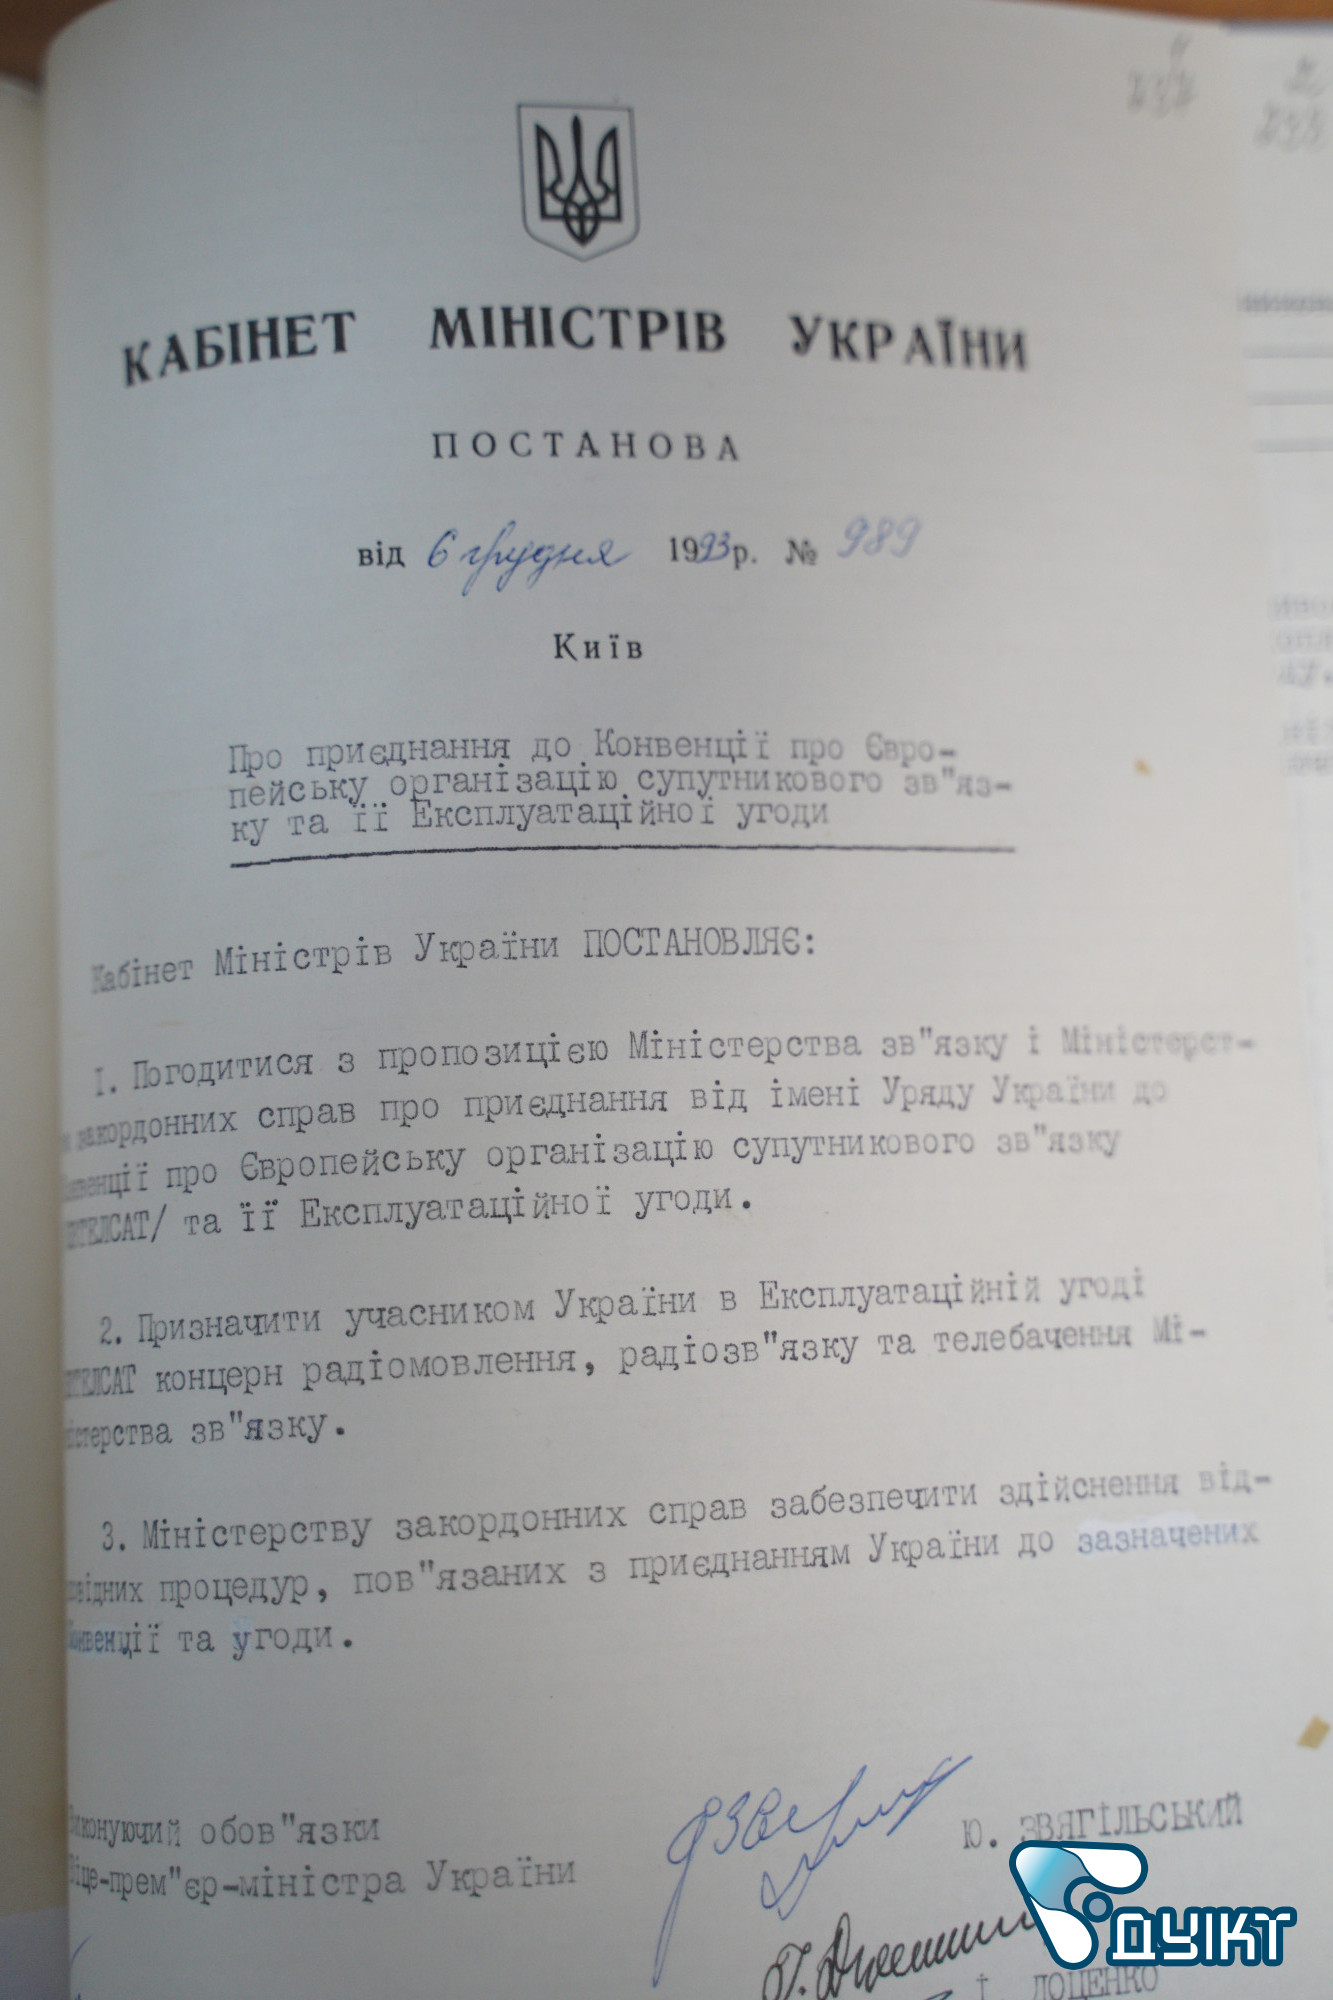 КАБІНЕТ МІНІСТРІВ УКРАЇНИ
ПОСТАНОВА
від 6 грудня 1993 р. № 989
Київ
Про приєднання до Конвенції про Євро-
пейську організацію супутникового зв"яз-
ку та її Експлуатаційної угоди
Кабінет Міністрів України ПОСТАНОВЛЯЄ:
1. Погодитися з пропозицією Міністерства зв"язку і Міністерст-
закордонних справ про приєднання від імені Уряду України до
Конвенції про Європейську організацію супутникового зв"язку
ТЕЛСАТ/ та її Експлуатаційної угоди.
2. Призначити учасником України в Експлуатаційній угоді
ТЕЛСАТ концерн радіомовлення, радіозв"язку та телебачення Мі-
ністерства зв"язку.
3. Міністерству закордонних справ забезпечити здійснення від-
повідних процедур, пов"язаних з приєднанням України до зазначених
Конвенції та угоди.
Виконуючий обов"язки
Віце-прем"єр-міністра України
Ю. ЗВЯГІЛЬСЬКИЙ
І. ДОЦЕНКО
ДУІКТ